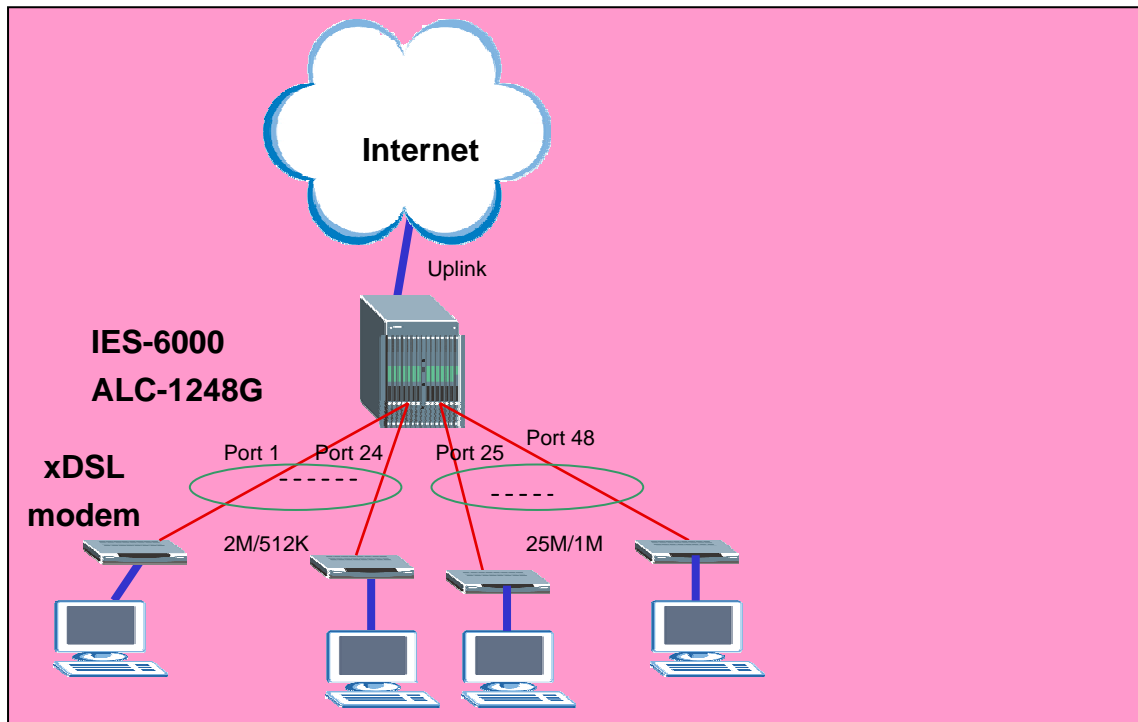 Internet
Uplink
IES-6000
ALC-1248G
Port 1
Port 24
Port 25
Port 48
xDSL
modem
2M/512K
25M/1M